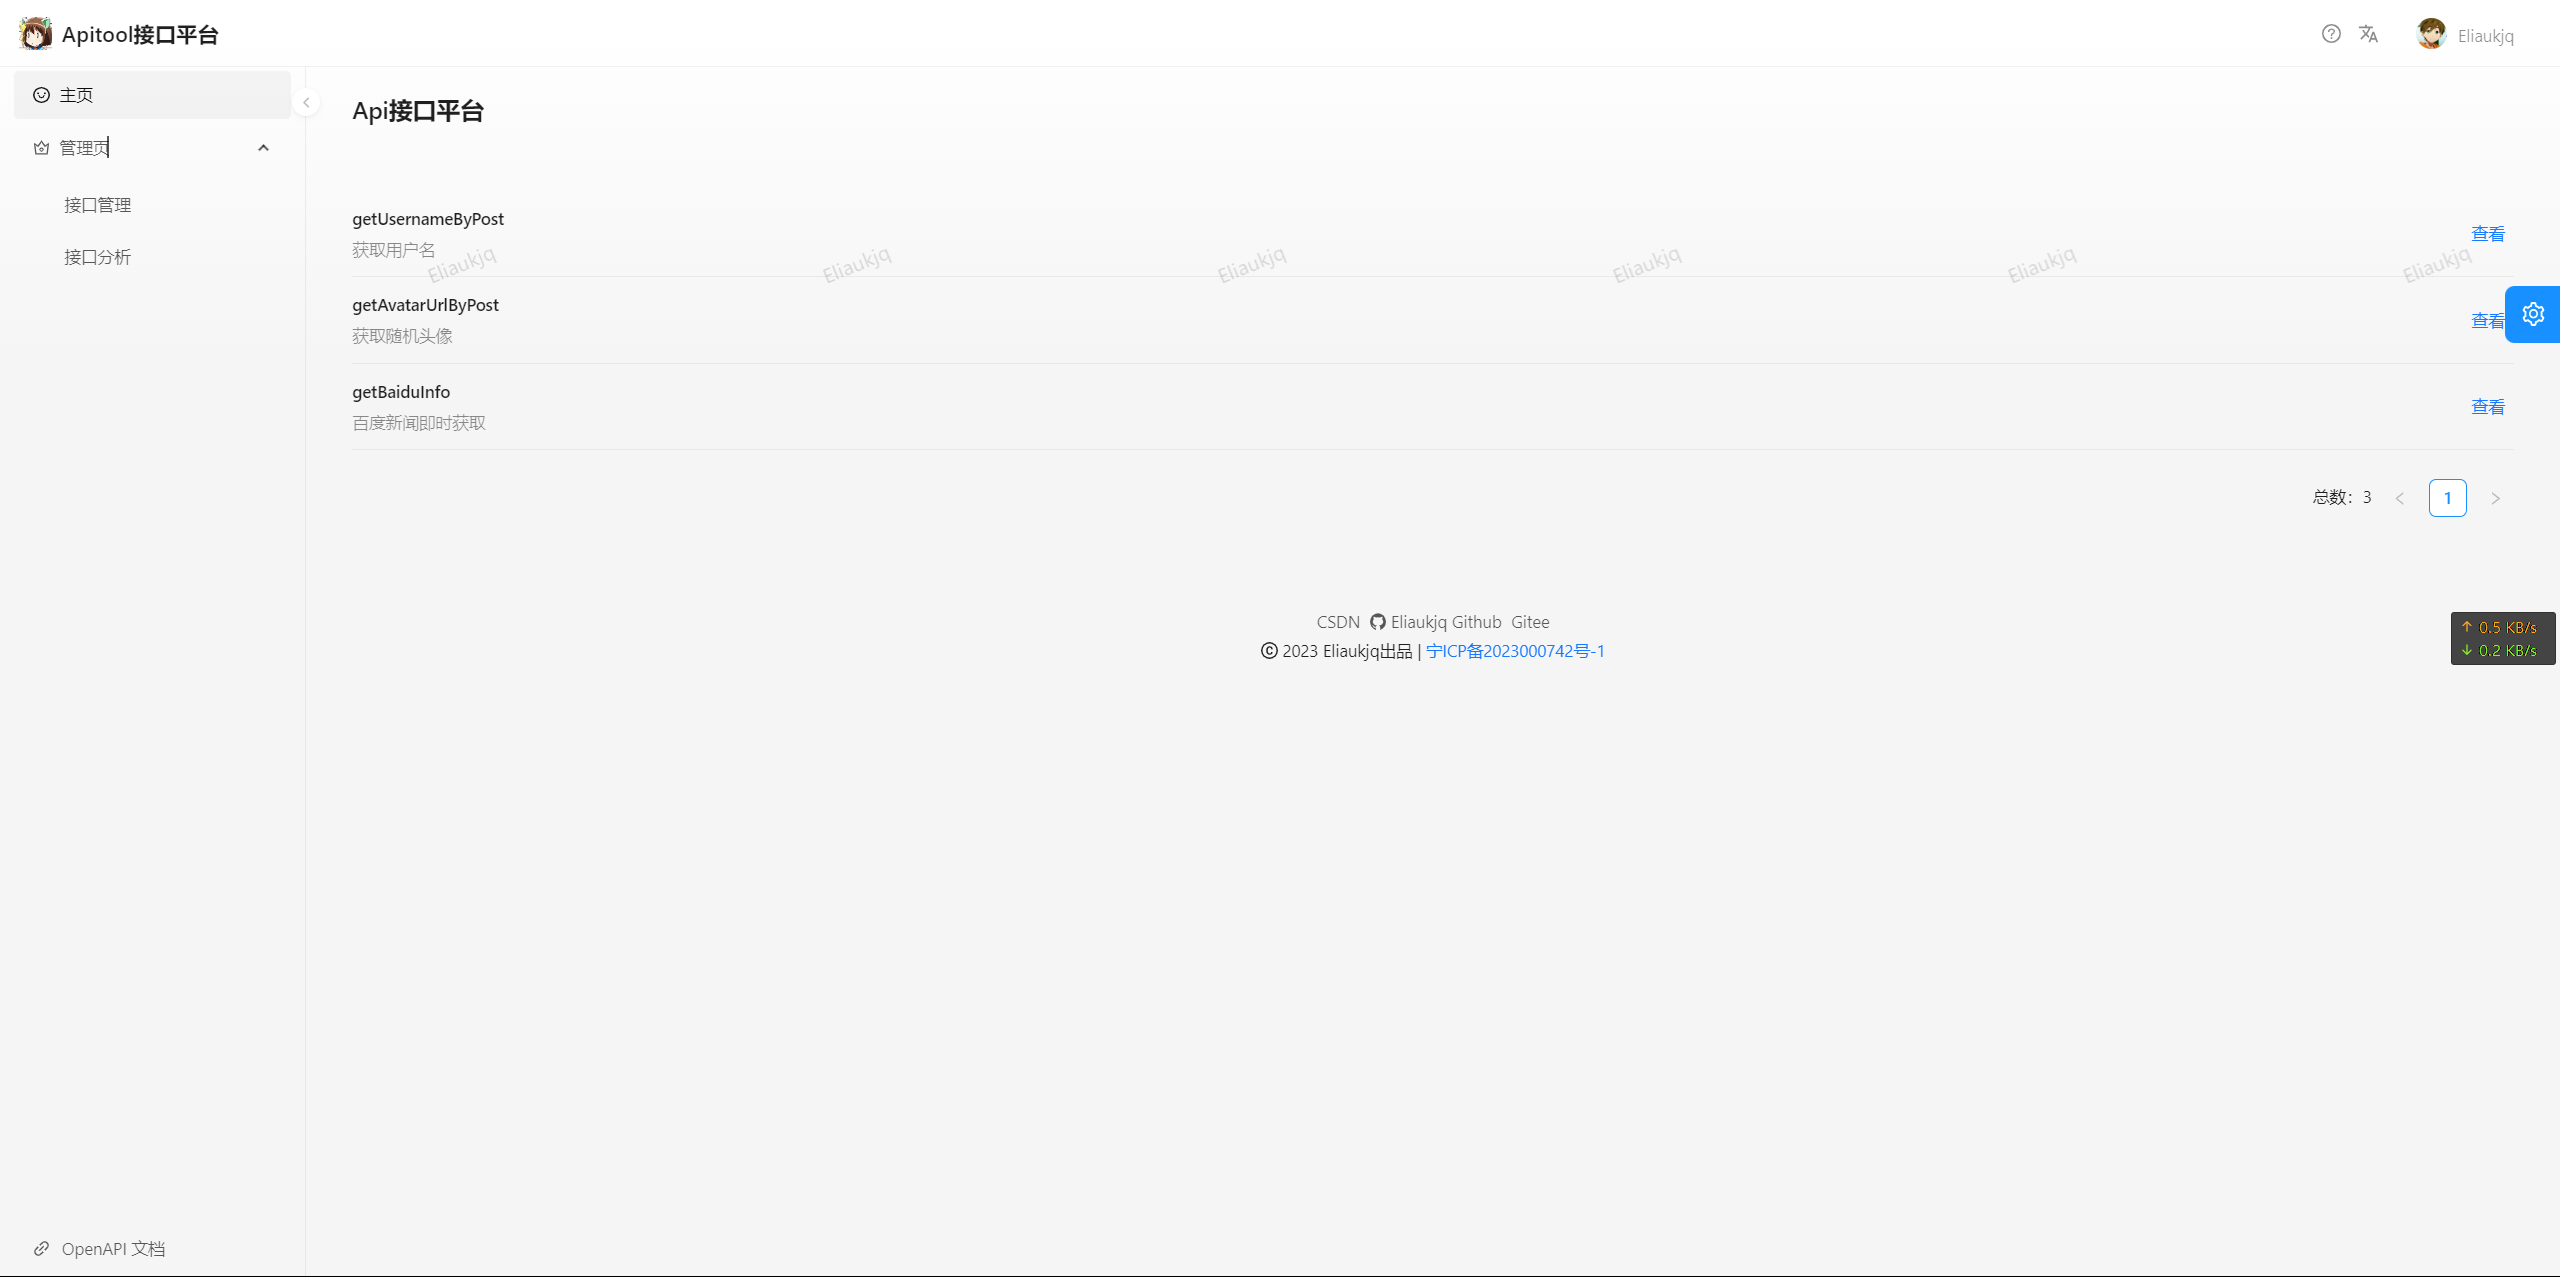 Apitool接口平台
Eliaukjq
主页
管理页
接口管理
接口分析
OpenAPI 文档
Api接口平台
getUsernameByPost
获取用户名
查看
Eliaukjq Eliaukjq Eliaukjq Eliaukjq Eliaukjq Eliaukjq
getAvatarUrlByPost
获取随机头像
查看
getBaiduInfo
百度新闻即时获取
查看
总数：3 < 1 >
CSDN Eliaukjq Github Gitee
© 2023 Eliaukjq出品 | 宁ICP备2023000742号-1
↑ 0.5 KB/s
↓ 0.2 KB/s